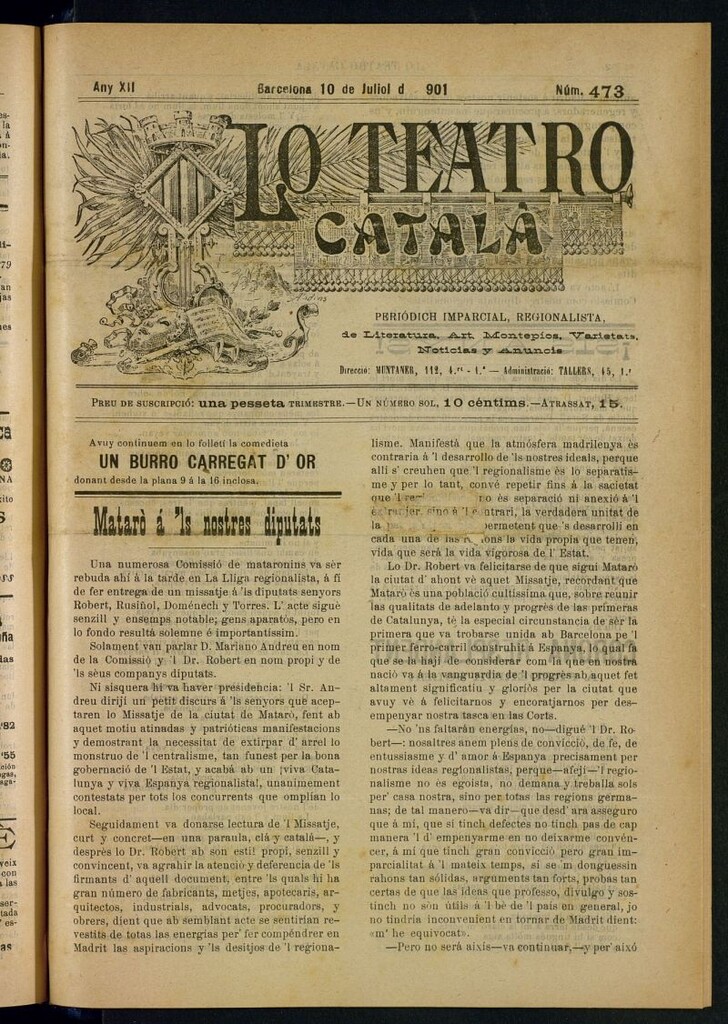 Any XII
Barcelona 10 de Juliol d 901
Núm. 473
LO TEATRO
CATALÀ
PERIÓDICH IMPARCIAL, REGIONALISTA,
de Literatura, Art, Montepios, Varietats,
Noticias y Anuncis
Direcció: MUNTANER, 112, 4.rt - 1.ª — Administració: TALLERS, 45, 1.r
PREU DE SUSCRIPCIÓ: una pesseta TRIMESTRE.—UN NÚMERO SOL, 10 céntims.—ATRASSAT, 15.
Avuy continuem en lo folletí la comedieta
UN BURRO CARREGAT D' OR
donant desde la plana 9 á la 16 inclosa.
Mataró á 'ls nostres diputats
Una numerosa Comissió de mataronins va sèr
rebuda ahí á la tarde en La Lliga regionalista, á fi
de fer entrega de un missatje á 'ls diputats senyors
Robert, Rusiñol, Doménech y Torres. L' acte sigué
senzill y ensemps notable; gens aparatós, pero en
lo fondo resultá solemne é importantíssim.
Solament van parlar D. Mariano Andreu en nom
de la Comissió y 'l Dr. Robert en nom propi y de
'ls sèus companys diputats.
Ni sisquera hi va haver presidencia: 'l Sr. An-
dreu dirijí un petit discurs á 'ls senyors que acep-
taren lo Missatje de la ciutat de Mataró, fent ab
aquet motiu atinadas y patrióticas manifestacions
y demostrant la necessitat de extirpar d' arrel lo
monstruo de 'l centralisme, tan funest per la bona
gobernació de 'l Estat, y acabá ab un ¡viva Cata-
lunya y viva Espanya regionalista!, unanimement
contestats per tots los concurrents que omplían lo
local.
Seguidament va donarse lectura de 'l Missatje,
curt y concret—en una paraula, clá y catalá—, y
desprès lo Dr. Robert ab son estil propi, senzill y
convincent, va agrahir la atenció y deferencia de 'ls
firmants d' aquell document, entre 'ls quals hi ha
gran número de fabricants, metjes, apotecaris, ar-
quitectos, industrials, advocats, procuradors, y
obrers, dient que ab semblant acte se sentirían re-
vestits de totas las energías per' fer compéndrer en
Madrit las aspiracions y 'ls desitjos de 'l regiona-
lisme. Manifestá que la atmósfera madrilenya és
contraria á 'l desarrollo de 'ls nostres ideals, perque
allí s' creuhen que 'l regionalisme és lo separatis-
me y per lo tant, convé repetir fins á la sacietat
que 'l re no és separació ni anexió á 'l
estranjer, sinó á 'l contrari, la verdadera unitat de
la permetent que 's desarrolli en
cada una de las ons la vida propia que tenen,
vida que será la vida vigorosa de l' Estat.
Lo Dr. Robert va felicitarse de que sigui Mataró
la ciutat d' ahont vè aquet Missatje, recordant que
Mataró és una població cultíssima que, sobre reunir
las qualitats de adelanto y progrès de las primeras
de Catalunya, té la especial circunstancia de sèr la
primera que va trobarse unida ab Barcelona pe 'l
primer ferro-carril construhit á Espanya, lo qual fa
que se la haji de considerar com la que en nostra
nació va á la vanguardia de 'l progrès ab aquet fet
altament significatiu y gloriós per la ciutat que
avuy vè á felicitarnos y encoratjarnos per des-
empenyar nostra tasca en las Corts.
—No 'ns faltarán energías, no—digué 'l Dr. Ro-
bert—: nosaltres anem plens de convicció, de fe, de
entussiasme y d' amor á Espanya precisament per
nostras ideas regionalistas, perque—afejí—'l regio-
nalisme no és egoista, no demana y treballa sols
per' casa nostra, sino per totas las regions germa-
nas; de tal manero—va dir—que desd' ara asseguro
que á mí, que si tinch defectes no tinch pas de cap
manera 'l d' empenyarme en no deixarme convén-
cer, á mí que tinch gran convicció pero gran im-
parcialitat á 'l mateix temps, si se m donguessin
rahons tan sólidas, arguments tan forts, probas tan
certas de que las ideas que professo, divulgo y sos-
tinch no són útils á 'l bè de 'l pais en general, jo
no tindría inconvenient en tornar de Madrit dient:
«m' he equivocat».
—Pero no será aixís—va continuar,—y per' aixó